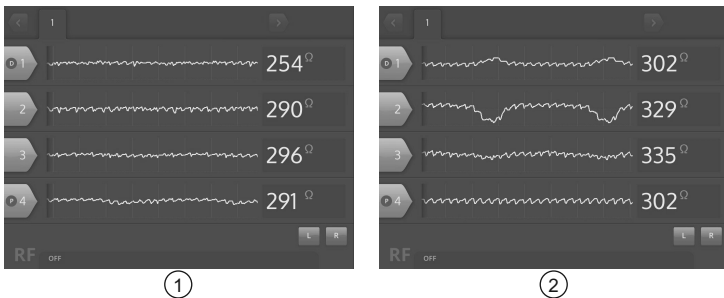 1
D 1 254 Ω
2 290 Ω
3 296 Ω
P 4 291 Ω
L R
RF OFF
1
1
D 1 302 Ω
2 329 Ω
3 335 Ω
P 4 302 Ω
L R
RF OFF
2